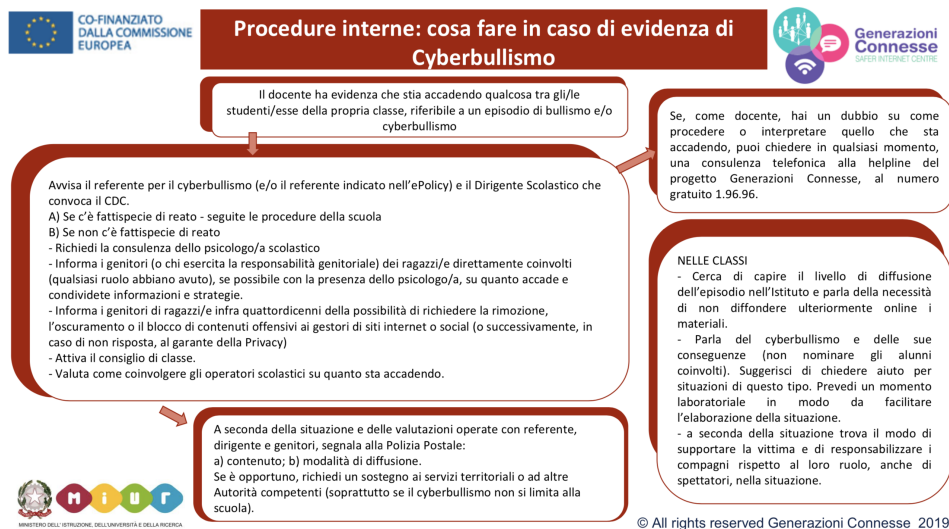 CO-FINANZIATO
DALLA COMMISSIONE
EUROPEA
Procedure interne: cosa fare in caso di evidenza di
Cyberbullismo
Generazioni
Connesse
SAFER INTERNET CENTRE
Il docente ha evidenza che stia accadendo qualcosa tra gli/le
studenti/esse della propria classe, riferibile a un episodio di bullismo e/o
cyberbullismo
Se, come docente, hai un dubbio su come
procedere o interpretare quello che sta
accadendo, puoi chiedere in qualsiasi momento,
una consulenza telefonica alla helpline del
progetto Generazioni Connesse, al numero
gratuito 1.96.96.
Avvisa il referente per il cyberbullismo (e/o il referente indicato nell'ePolicy) e il Dirigente Scolastico che
convoca il CDC.
A) Se c'è fattispecie di reato - seguite le procedure della scuola
B) Se non c'è fattispecie di reato
- Richiedi la consulenza dello psicologo/a scolastico
- Informa i genitori (o chi esercita la responsabilità genitoriale) dei ragazzi/e direttamente coinvolti
(qualsiasi ruolo abbiano avuto), se possibile con la presenza dello psicologo/a, su quanto accade e
condividete informazioni e strategie.
- Informa i genitori di ragazzi/e infra quattordicenni della possibilità di richiedere la rimozione,
l'oscuramento o il blocco di contenuti offensivi ai gestori di siti internet o social (o successivamente, in
caso di non risposta, al garante della Privacy)
- Attiva il consiglio di classe.
- Valuta come coinvolgere gli operatori scolastici su quanto sta accadendo.
NELLE CLASSI
- Cerca di capire il livello di diffusione
dell'episodio nell'Istituto e parla della necessità
di non diffondere ulteriormente online i
materiali.
- Parla del cyberbullismo e delle sue
conseguenze (non nominare gli alunni
coinvolti). Suggerisci di chiedere aiuto per
situazioni di questo tipo. Prevedi un momento
laboratoriale in modo da facilitare
l'elaborazione della situazione.
- a seconda della situazione trova il modo di
supportare la vittima e di responsabilizzare i
compagni rispetto al loro ruolo, anche di
spettatori, nella situazione.
A seconda della situazione e delle valutazioni operate con referente,
dirigente e genitori, segnala alla Polizia Postale:
a) contenuto; b) modalità di diffusione.
Se è opportuno, richiedi un sostegno ai servizi territoriali o ad altre
Autorità competenti (soprattutto se il cyberbullismo non si limita alla
scuola).
miur
MINISTERO DELL'ISTRUZIONE, DELL'UNIVERSITÀ E DELLA RICERCA
© All rights reserved Generazioni Connesse 2019